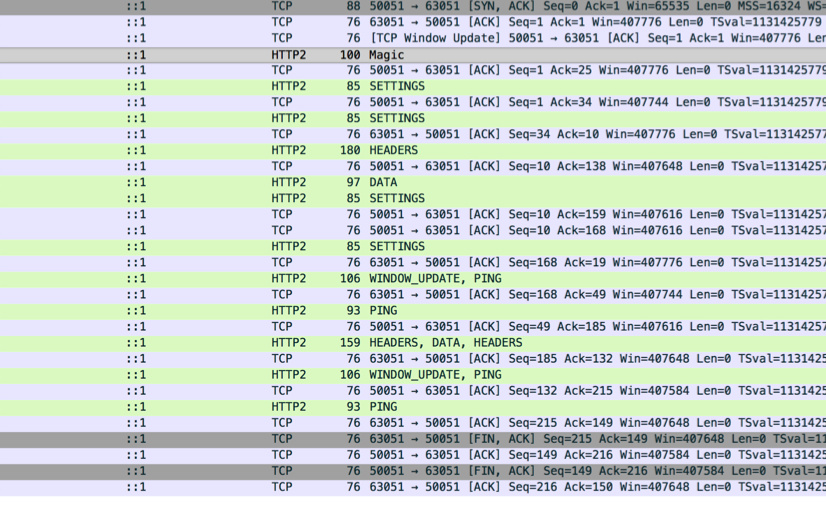 ::1 TCP 88 50051 → 63051 [SYN, ACK] Seq=0 Ack=1 Win=65535 Len=0 MSS=16324 WS=
::1 TCP 76 63051 → 50051 [ACK] Seq=1 Ack=1 Win=407776 Len=0 TSval=1131425779
::1 TCP 76 [TCP Window Update] 50051 → 63051 [ACK] Seq=1 Ack=1 Win=407776 Len
::1 HTTP2 100 Magic
::1 TCP 76 50051 → 63051 [ACK] Seq=1 Ack=25 Win=407776 Len=0 TSval=1131425779
::1 HTTP2 85 SETTINGS
::1 TCP 76 50051 → 63051 [ACK] Seq=1 Ack=34 Win=407744 Len=0 TSval=1131425779
::1 HTTP2 85 SETTINGS
::1 TCP 76 63051 → 50051 [ACK] Seq=34 Ack=10 Win=407776 Len=0 TSval=113142577
::1 HTTP2 180 HEADERS
::1 TCP 76 50051 → 63051 [ACK] Seq=10 Ack=138 Win=407648 Len=0 TSval=11314257
::1 HTTP2 97 DATA
::1 HTTP2 85 SETTINGS
::1 TCP 76 50051 → 63051 [ACK] Seq=10 Ack=159 Win=407616 Len=0 TSval=11314257
::1 TCP 76 50051 → 63051 [ACK] Seq=10 Ack=168 Win=407616 Len=0 TSval=11314257
::1 HTTP2 85 SETTINGS
::1 TCP 76 63051 → 50051 [ACK] Seq=168 Ack=19 Win=407776 Len=0 TSval=11314257
::1 HTTP2 106 WINDOW_UPDATE, PING
::1 TCP 76 63051 → 50051 [ACK] Seq=168 Ack=49 Win=407744 Len=0 TSval=11314257
::1 HTTP2 93 PING
::1 TCP 76 50051 → 63051 [ACK] Seq=49 Ack=185 Win=407616 Len=0 TSval=11314257
::1 HTTP2 159 HEADERS, DATA, HEADERS
::1 TCP 76 63051 → 50051 [ACK] Seq=185 Ack=132 Win=407648 Len=0 TSval=1131425
::1 HTTP2 106 WINDOW_UPDATE, PING
::1 TCP 76 50051 → 63051 [ACK] Seq=132 Ack=215 Win=407584 Len=0 TSval=1131425
::1 HTTP2 93 PING
::1 TCP 76 63051 → 50051 [ACK] Seq=215 Ack=149 Win=407648 Len=0 TSval=1131425
::1 TCP 76 63051 → 50051 [FIN, ACK] Seq=215 Ack=149 Win=407648 Len=0 TSval=11
::1 TCP 76 50051 → 63051 [ACK] Seq=149 Ack=216 Win=407584 Len=0 TSval=1131425
::1 TCP 76 50051 → 63051 [FIN, ACK] Seq=149 Ack=216 Win=407584 Len=0 TSval=11
::1 TCP 76 63051 → 50051 [ACK] Seq=216 Ack=150 Win=407648 Len=0 TSval=1131425